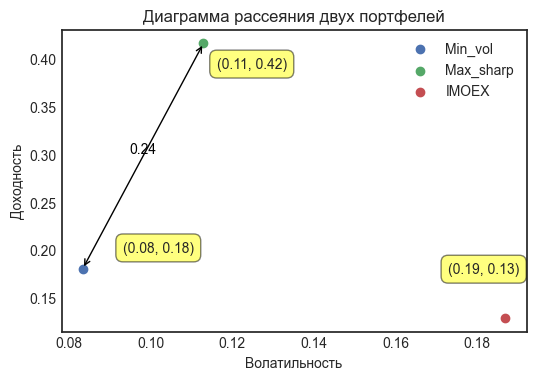 Диаграмма рассеяния двух портфелей
Доходность
0.40
0.35
0.30
0.25
0.20
0.15
(0.11, 0.42)
0.24
(0.08, 0.18)
(0.19, 0.13)
Min_vol
Max_sharp
IMOEX
0.08 0.10 0.12 0.14 0.16 0.18
Волатильность